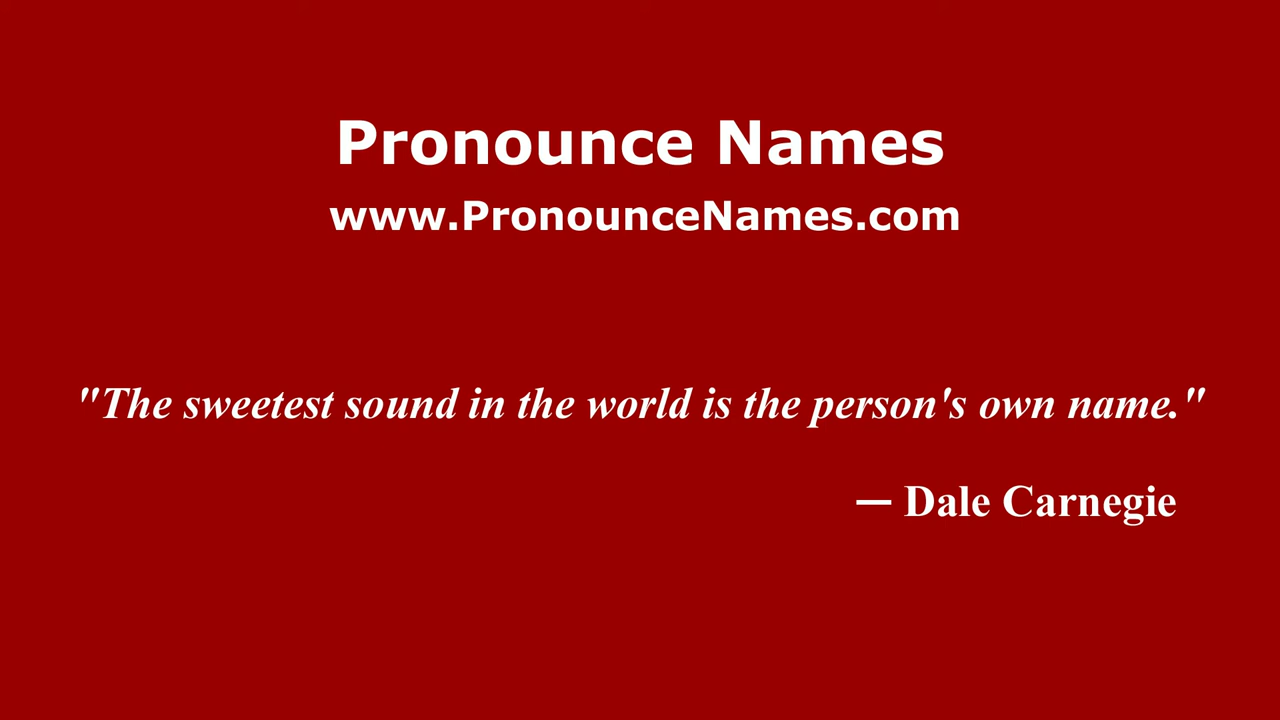 Pronounce Names
www.PronounceNames.com
"The sweetest sound in the world is the person's own name."
— Dale Carnegie